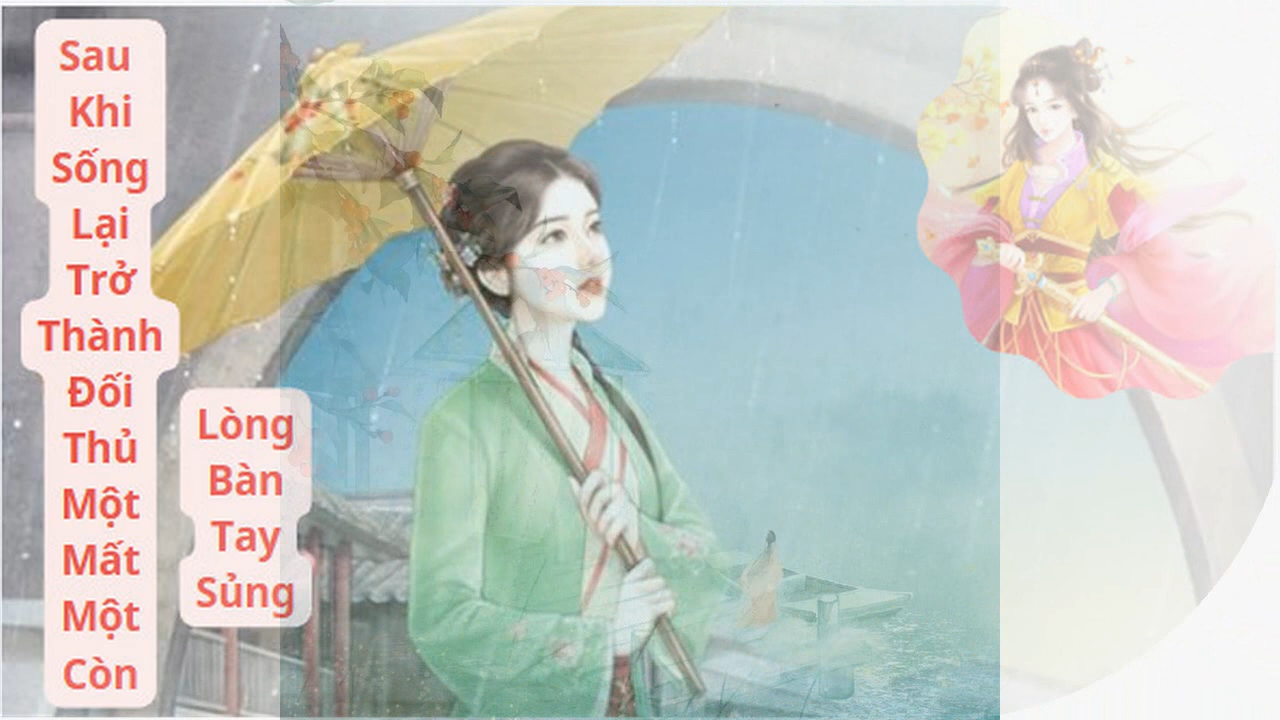 Sau
Khi
Sống
Lại
Trở
Thành
Đối
Thủ
Một
Mất
Một
Còn
Lòng
Bàn
Tay
Sủng